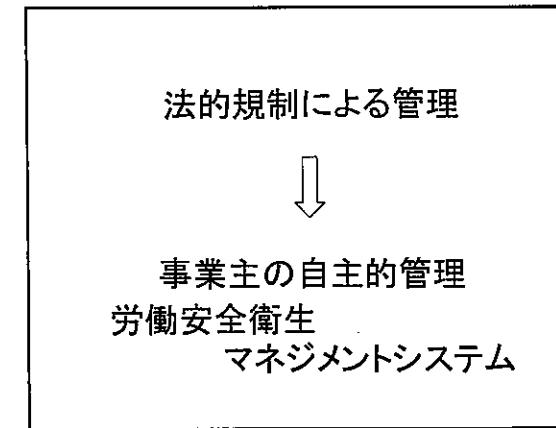 法的規制による管理
事業主の自主的管理
労働安全衛生
マネジメントシステム